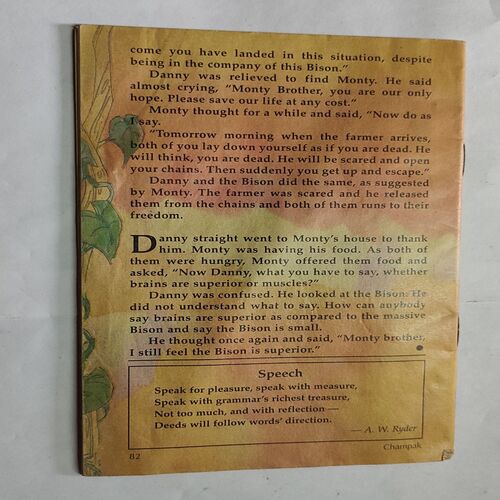 come you have landed in this situation, despite
being in the company of this Bison."
Danny was relieved to find Monty. He said
almost crying, "Monty Brother, you are our only
hope. Please save our life at any cost."
Monty thought for a while and said, "Now do as
I say.
"Tomorrow morning when the farmer arrives,
both of you lay down yourself as if you are dead. He
will think, you are dead. He will be scared and open
your chains. Then suddenly you get up and escape."
Danny and the Bison did the same, as suggested
by Monty. The farmer was scared and he released
them from the chains and both of them runs to their
freedom.
Danny straight went to Monty's house to thank
him. Monty was having his food. As both of
them were hungry, Monty offered them food and
asked, "Now Danny, what you have to say, whether
brains are superior or muscles?"
Danny was confused. He looked at the Bison. He
did not understand what to say. How can anybody
say brains are superior as compared to the massive
Bison and say the Bison is small.
He thought once again and said, "Monty brother,
I still feel the Bison is superior."
Speech
Speak for pleasure, speak with measure,
Speak with grammar's richest treasure,
Not too much, and with reflection—
Deeds will follow words' direction.
— A. W. Ryder
82
Champak